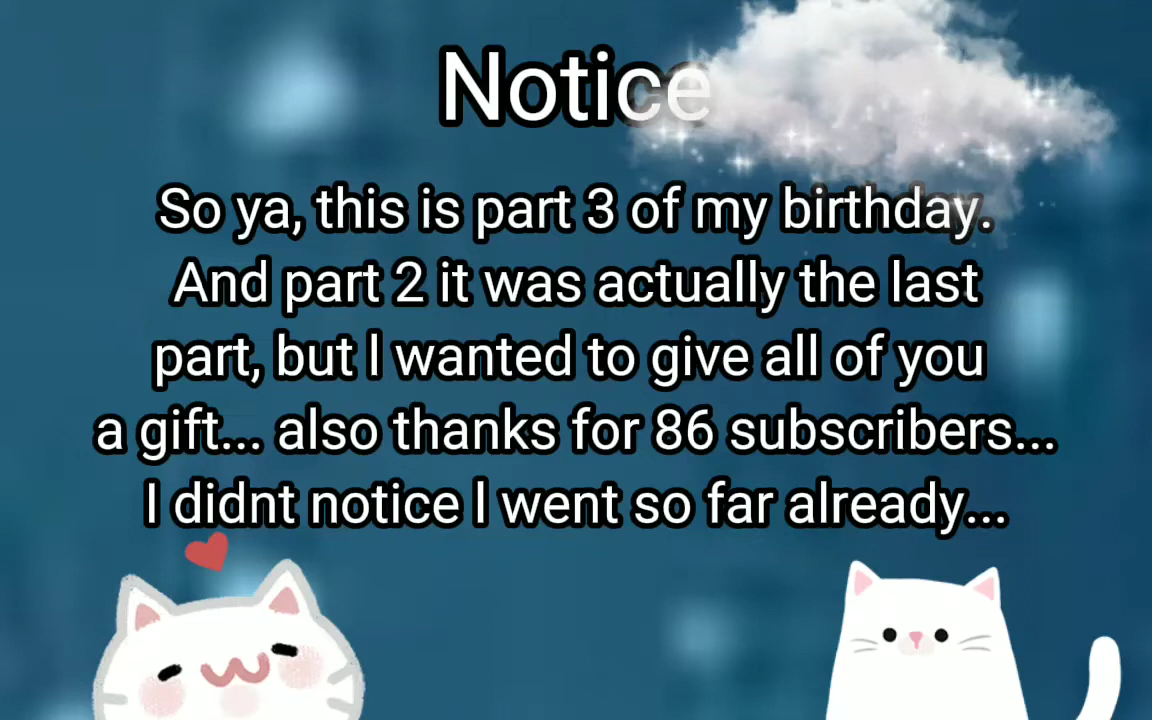 Notice
So ya, this is part 3 of my birthday.
And part 2 it was actually the last
part, but I wanted to give all of you
a gift... also thanks for 86 subscribers...
I didnt notice I went so far already...